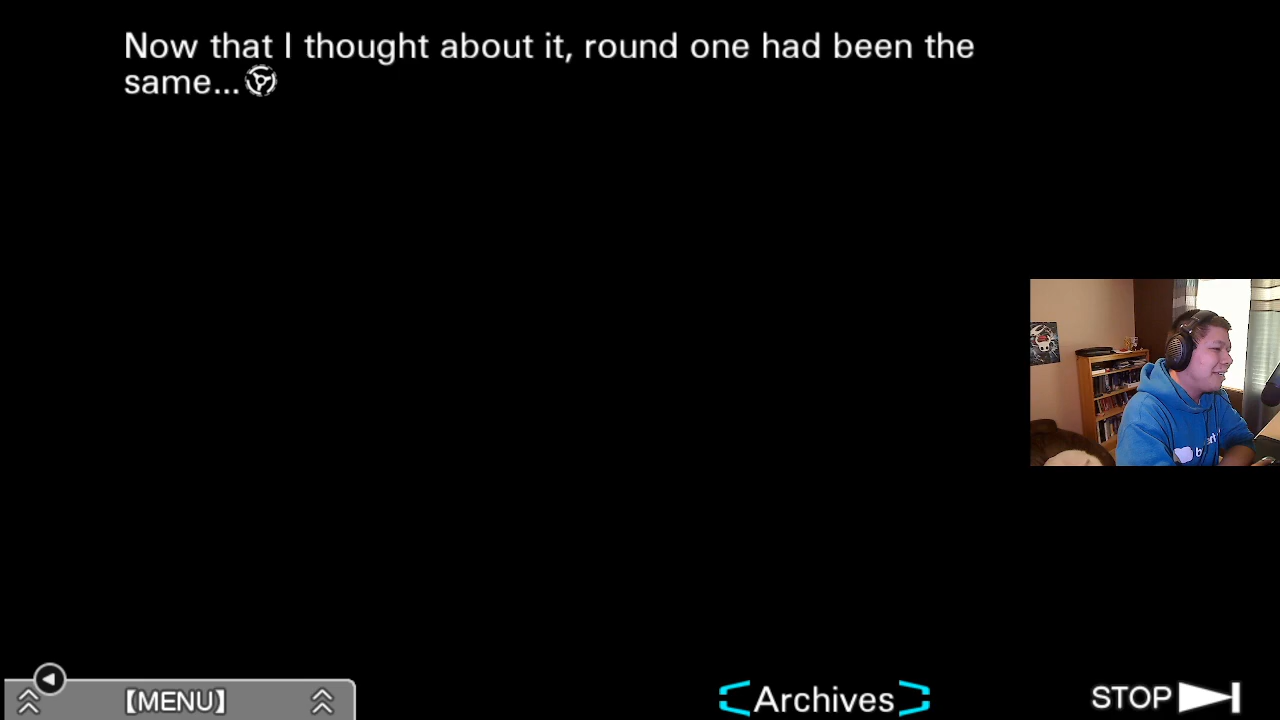 Now that I thought about it, round one had been the
same...
【MENU】
Archives
STOP